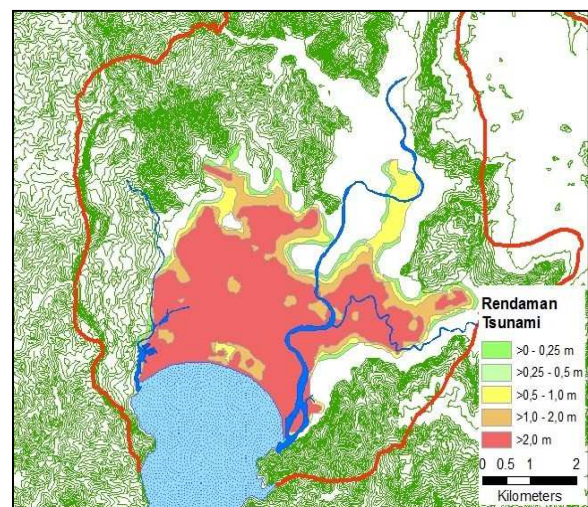 Rendaman
Tsunami
>0 - 0,25 m
>0,25 - 0,5 m
>0,5 - 1,0 m
>1,0 - 2,0 m
>2,0 m
0 0.5 1 2
Kilometers